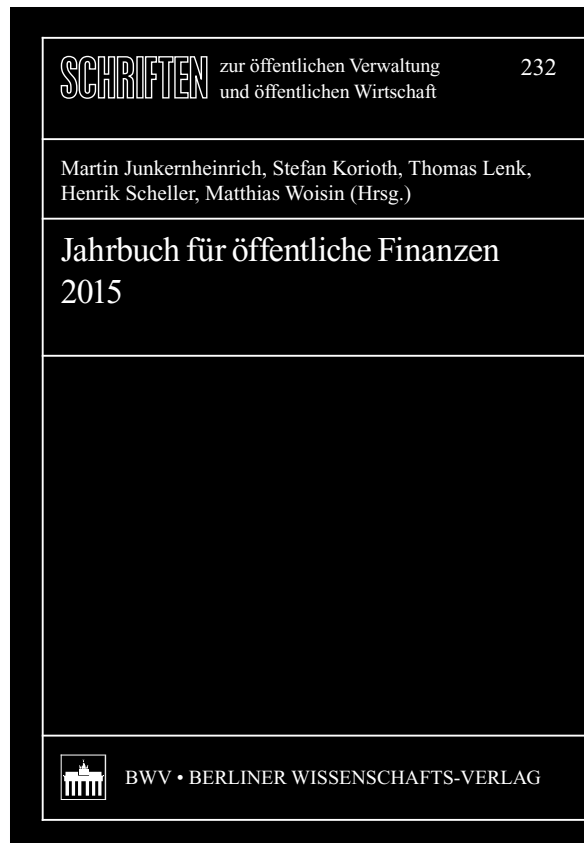 SCHRIFTEN zur öffentlichen Verwaltung 232
und öffentlichen Wirtschaft
Martin Junkernheinrich, Stefan Korioth, Thomas Lenk,
Henrik Scheller, Matthias Woisin (Hrsg.)
Jahrbuch für öffentliche Finanzen
2015
BWV • BERLINER WISSENSCHAFTS-VERLAG